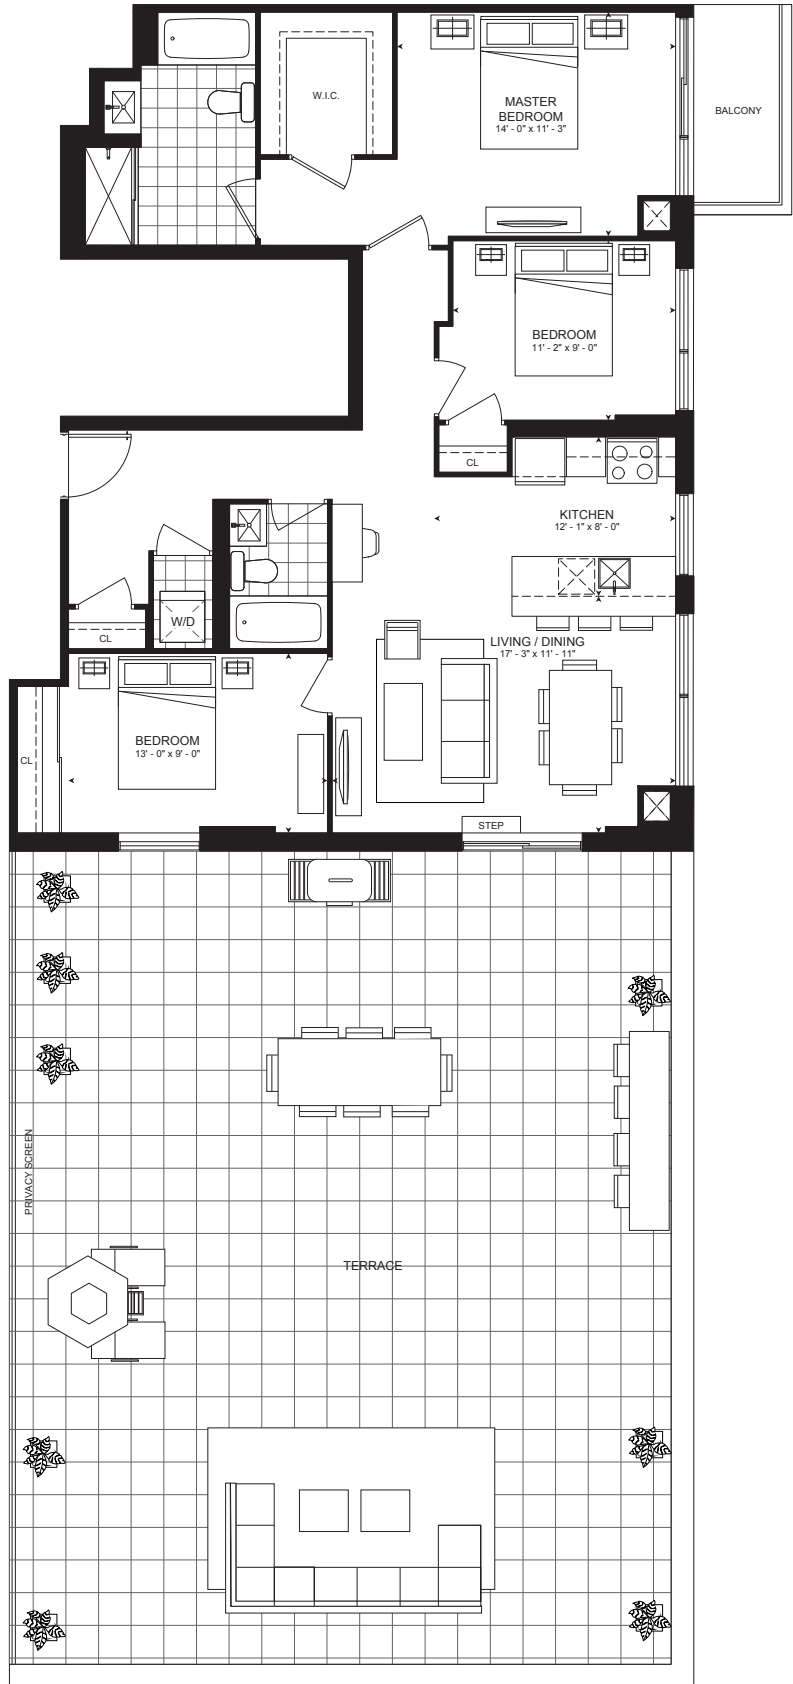 W.I.C.
MASTER
BEDROOM
14' - 0" x 11' - 3"
BALCONY
BEDROOM
11' - 2" x 9' - 0"
CL
KITCHEN
12' - 1" x 8' - 0"
W/D
CL
LIVING / DINING
17' - 3" x 11' - 11"
BEDROOM
13' - 0" x 9' - 0"
CL
STEP
PRIVACY SCREEN
TERRACE